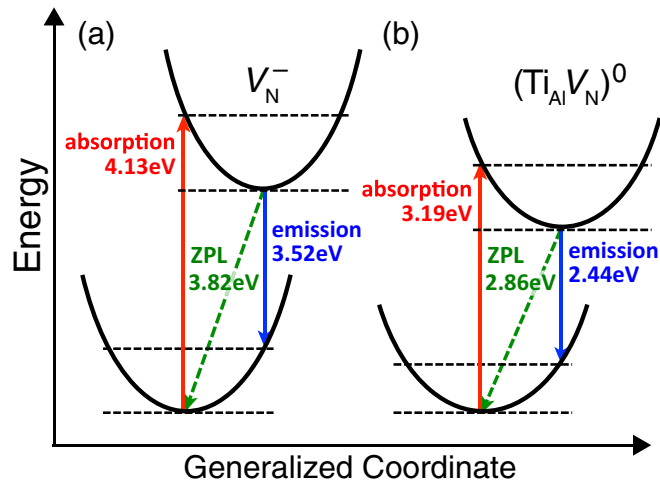 (a)
V_N^-
absorption
4.13eV
ZPL
3.82eV
emission
3.52eV
(b)
(Ti_Al V_N)^0
absorption
3.19eV
ZPL
2.86eV
emission
2.44eV
Energy
Generalized Coordinate